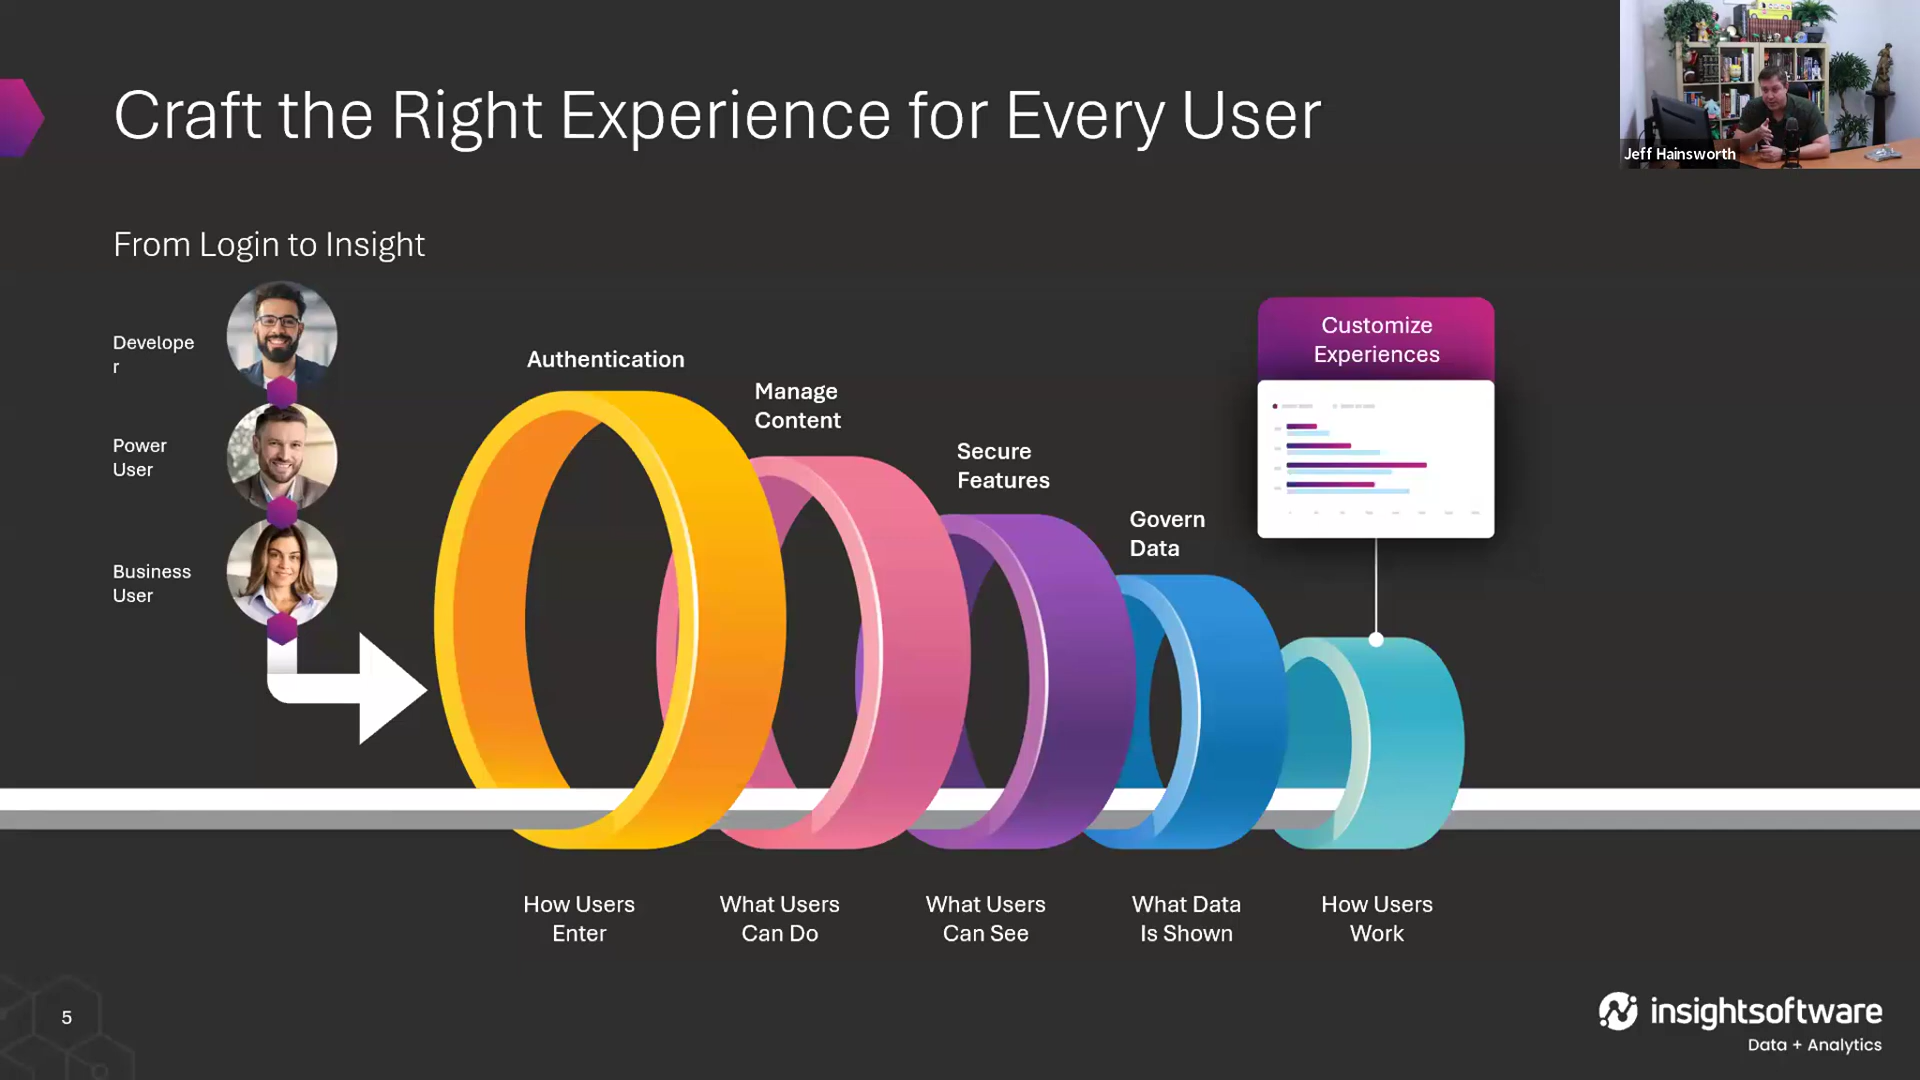 Craft the Right Experience for Every User
Jeff Hainsworth
From Login to Insight
Develope
r
Power
User
Business
User
Authentication
Manage
Content
Secure
Features
Govern
Data
Customize
Experiences
How Users
Enter
What Users
Can Do
What Users
Can See
What Data
Is Shown
How Users
Work
5
insightsoftware
Data + Analytics